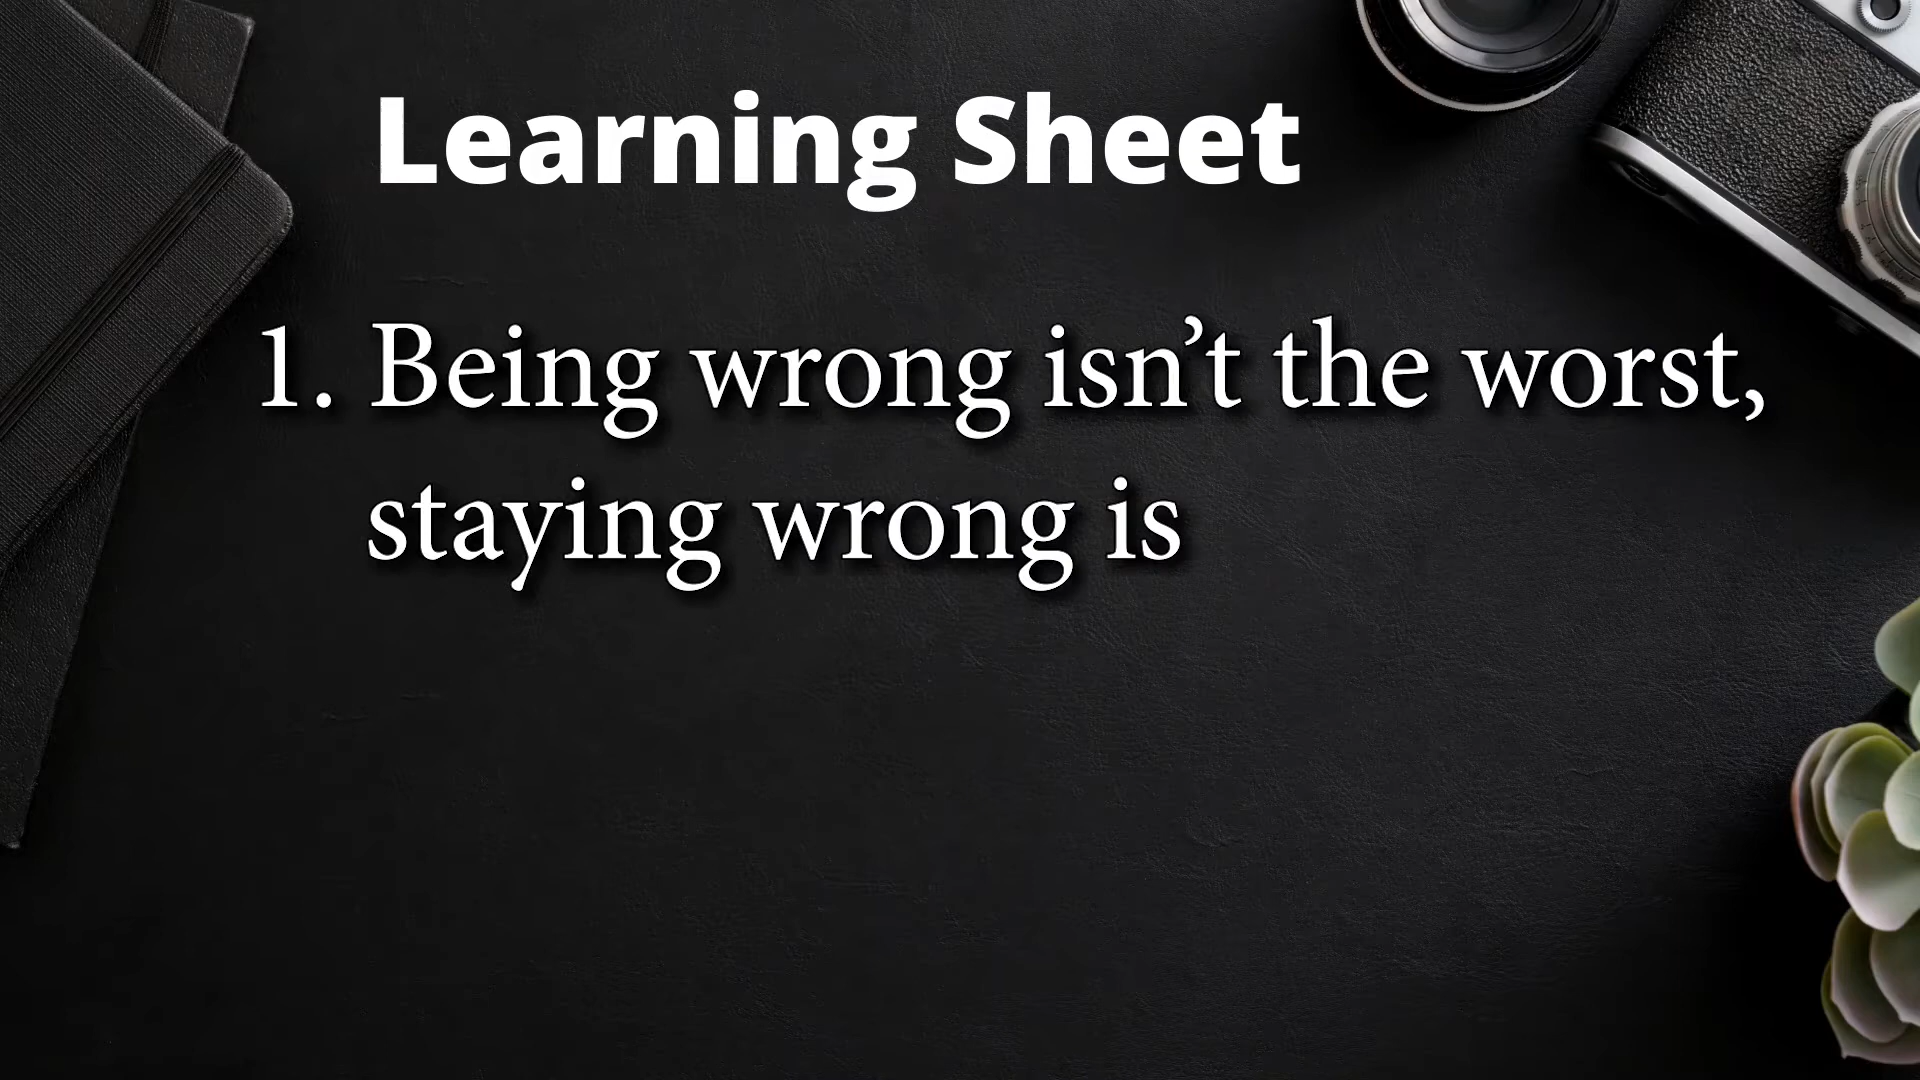 Learning Sheet
1. Being wrong isn’t the worst,
staying wrong is